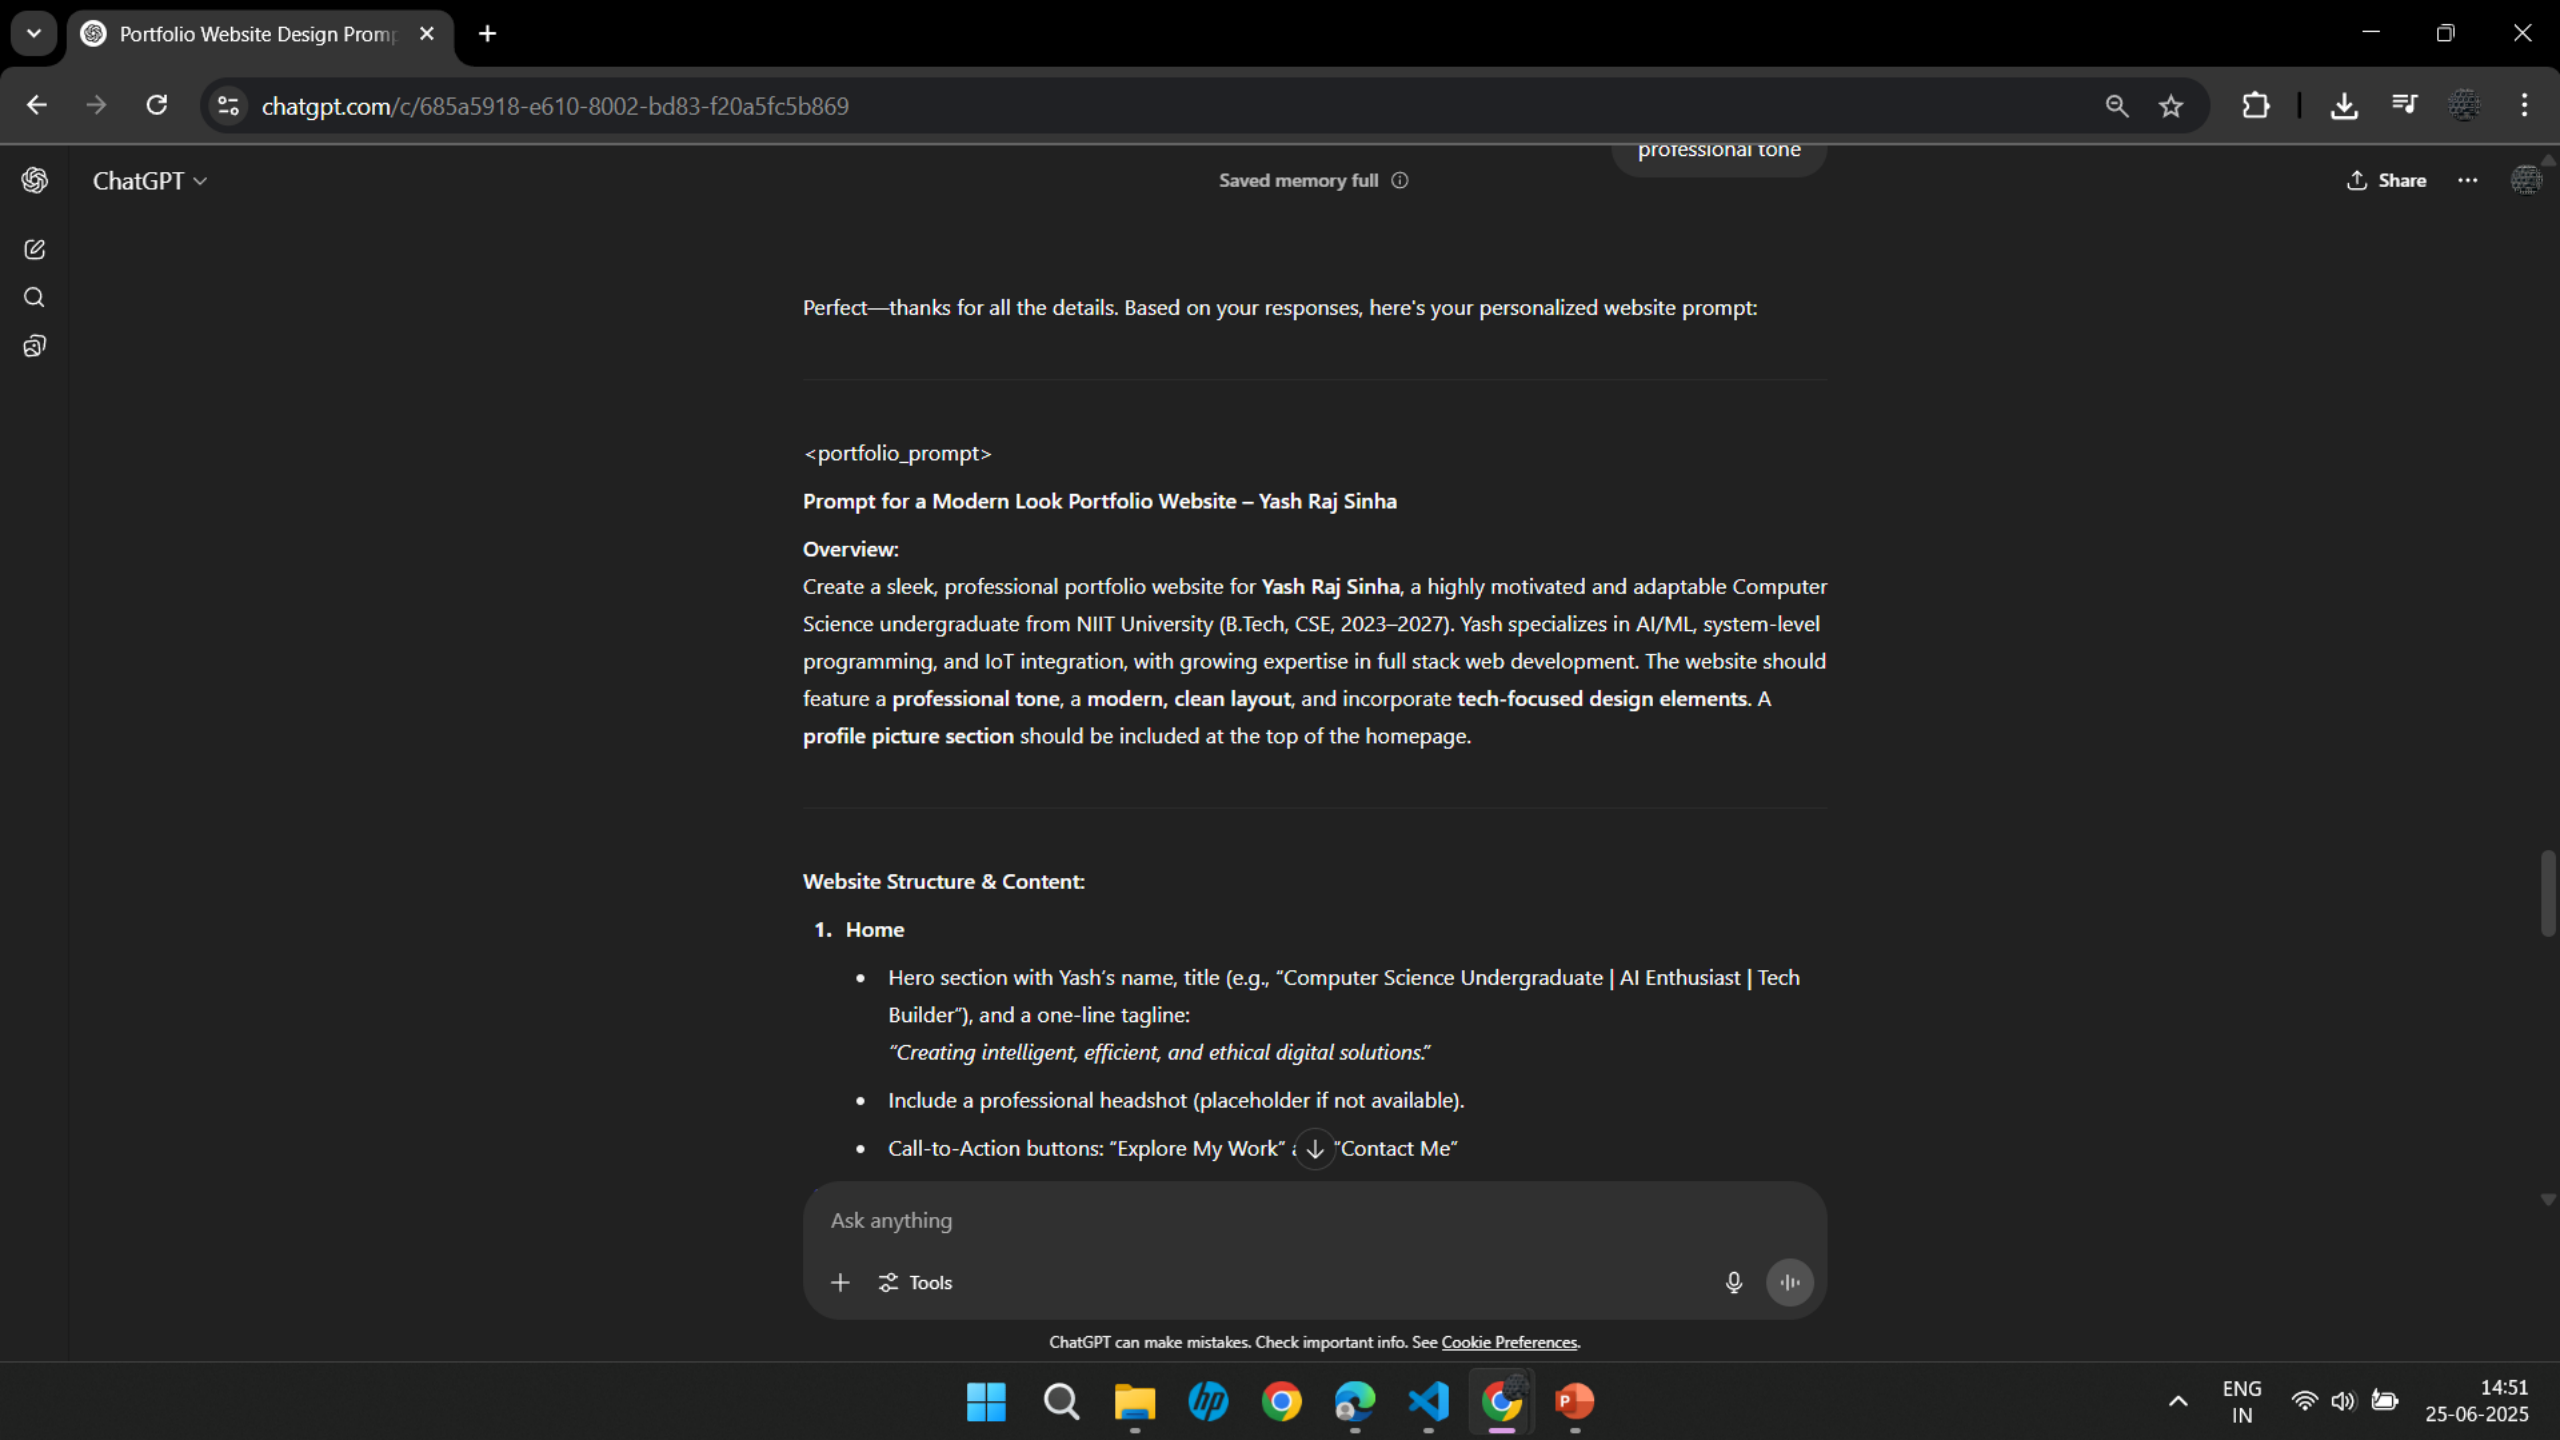 Portfolio Website Design Promp
chatgpt.com/c/685a5918-e610-8002-bd83-f20a5fc5b869
professional tone
ChatGPT
Saved memory full
Share
Perfect—thanks for all the details. Based on your responses, here's your personalized website prompt:
<portfolio_prompt>
Prompt for a Modern Look Portfolio Website – Yash Raj Sinha
Overview:
Create a sleek, professional portfolio website for Yash Raj Sinha, a highly motivated and adaptable Computer
Science undergraduate from NIIT University (B.Tech, CSE, 2023–2027). Yash specializes in AI/ML, system-level
programming, and IoT integration, with growing expertise in full stack web development. The website should
feature a professional tone, a modern, clean layout, and incorporate tech-focused design elements. A
profile picture section should be included at the top of the homepage.
Website Structure & Content:
1. Home
• Hero section with Yash's name, title (e.g., “Computer Science Undergraduate | AI Enthusiast | Tech
Builder”), and a one-line tagline:
“Creating intelligent, efficient, and ethical digital solutions.”
• Include a professional headshot (placeholder if not available).
• Call-to-Action buttons: “Explore My Work” “Contact Me”
Ask anything
Tools
ChatGPT can make mistakes. Check important info. See Cookie Preferences.
hp
P
ENG
IN
14:51
25-06-2025